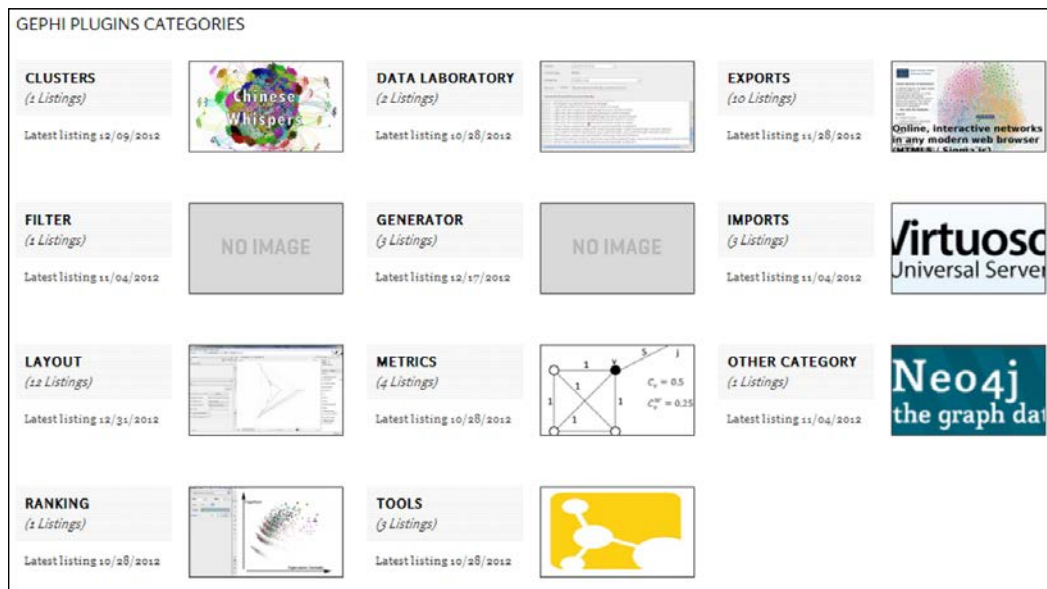 GEPHI PLUGINS CATEGORIES
CLUSTERS
(1 Listings)
Latest listing 12/09/2012
Chinese
Whispers
DATA LABORATORY
(2 Listings)
Latest listing 10/28/2012
EXPORTS
(10 Listings)
Latest listing 11/28/2012
Online, interactive networks
in any modern web browser
(HTML5 / Sigma.js)
FILTER
(1 Listings)
Latest listing 11/04/2012
NO IMAGE
GENERATOR
(3 Listings)
Latest listing 12/17/2012
NO IMAGE
IMPORTS
(3 Listings)
Latest listing 11/04/2012
Virtuoso
Universal Server
LAYOUT
(12 Listings)
Latest listing 12/31/2012
METRICS
(4 Listings)
Latest listing 10/28/2012
1
v
5
j
1
1
1
1
Cᵥ = 0.5
Cᵥᵂ = 0.25
OTHER CATEGORY
(1 Listings)
Latest listing 11/04/2012
Neo4j
the graph dat
RANKING
(1 Listings)
Latest listing 10/28/2012
TOOLS
(3 Listings)
Latest listing 10/28/2012